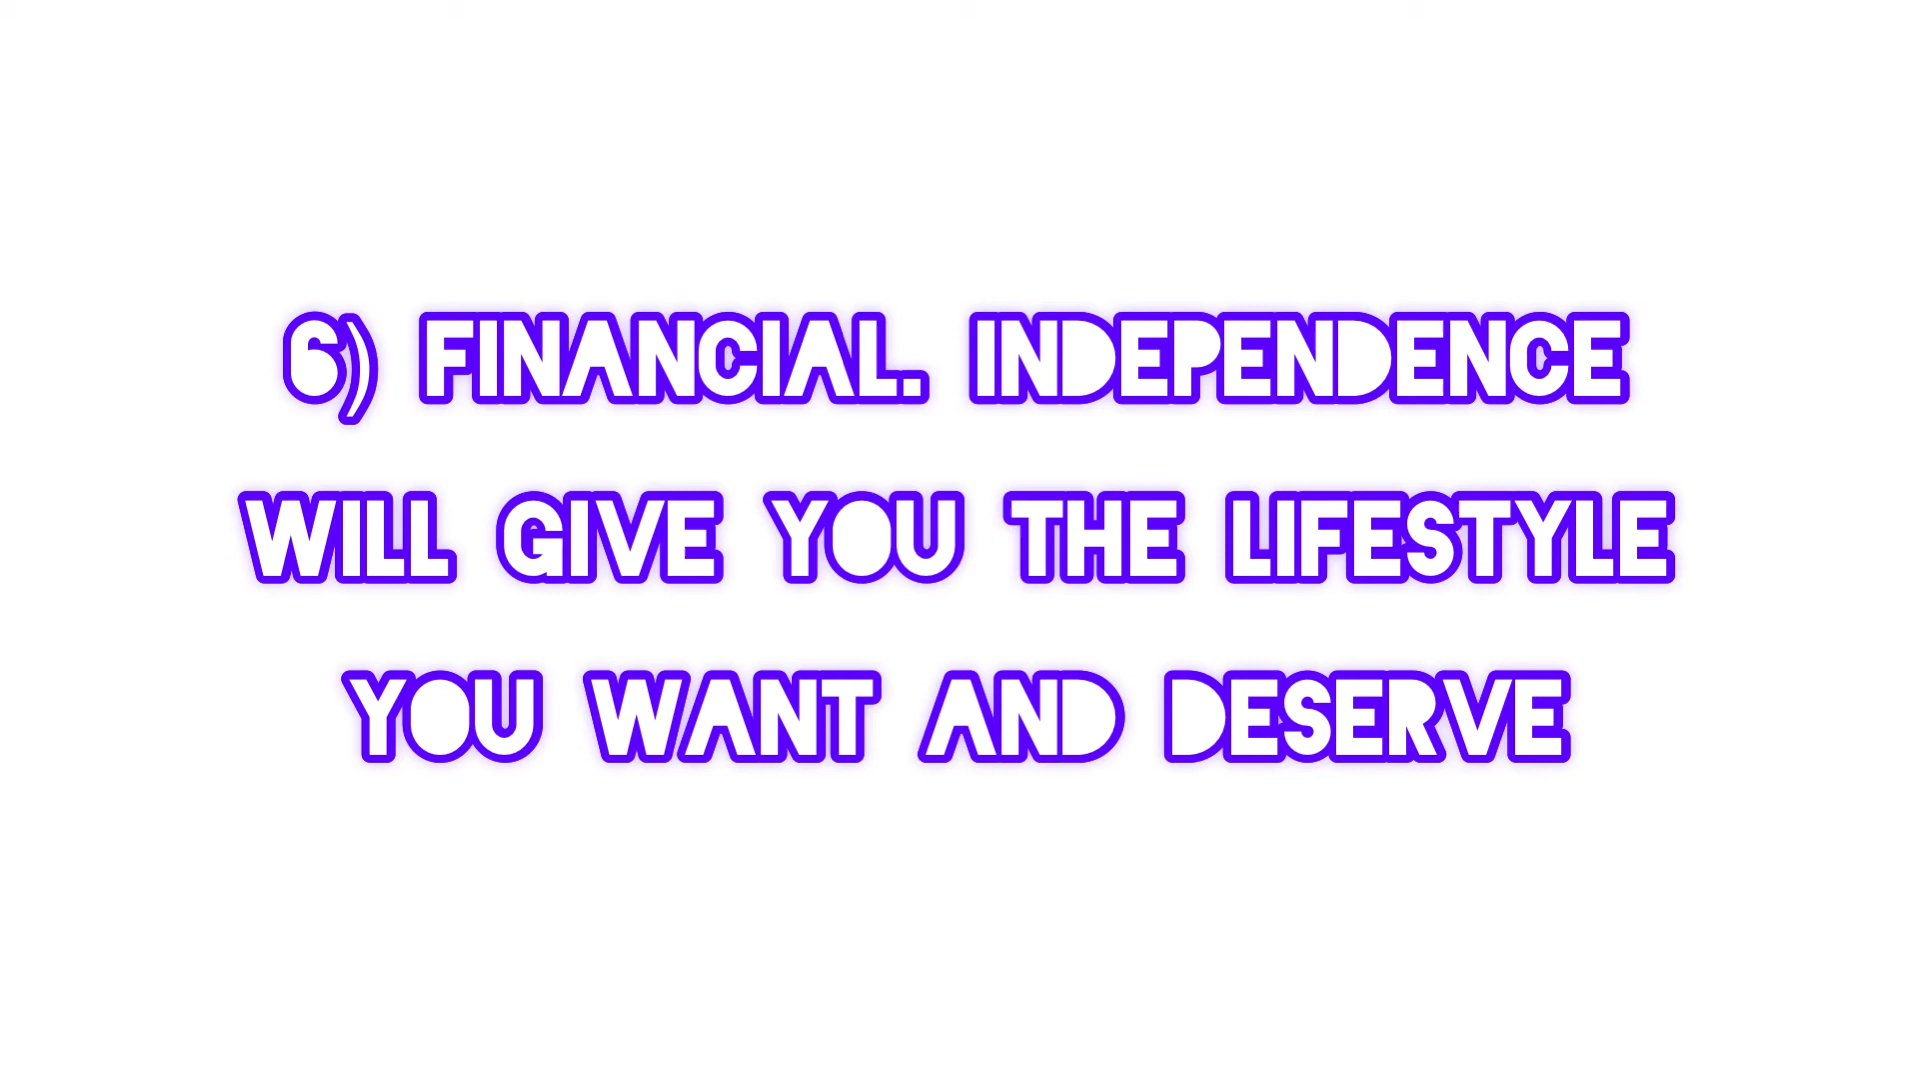 6) FINANCIAL. INDEPENDENCE
WILL GIVE YOU THE LIFESTYLE
YOU WANT AND DESERVE